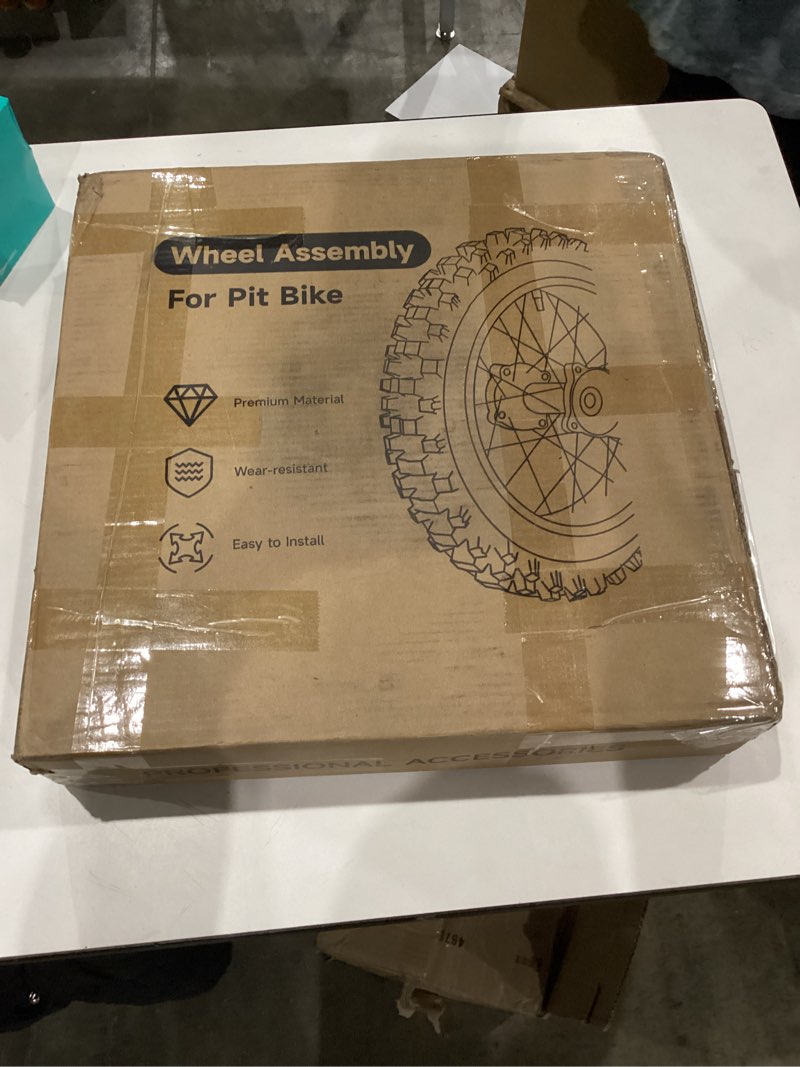 Wheel Assembly
For Pit Bike
Premium Material
Wear-resistant
Easy to Install
PROFESSIONAL ACCESSORIES